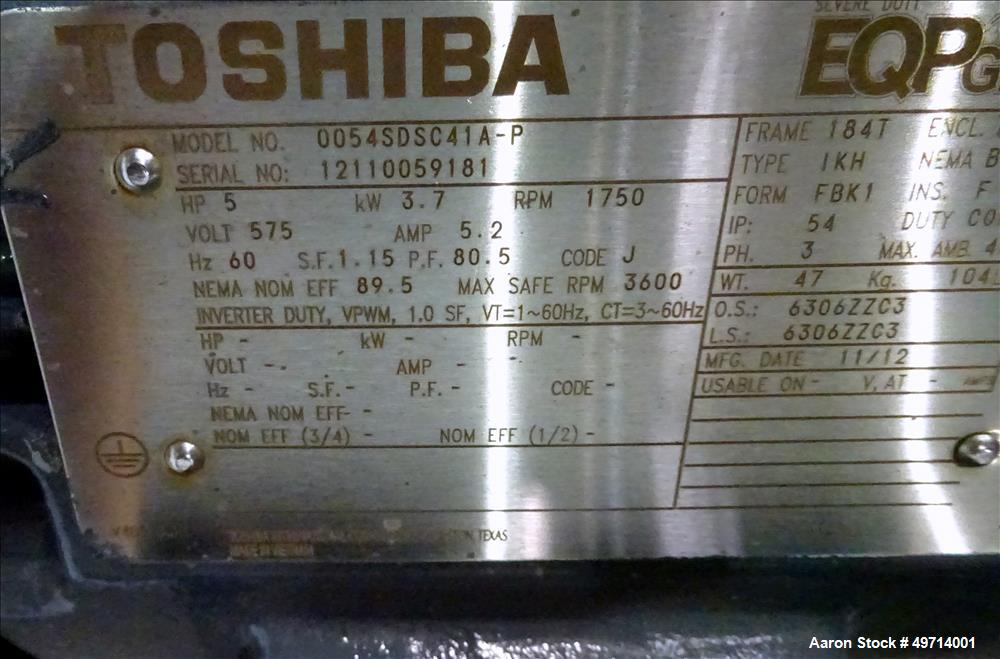 SEVERE DUTY
TOSHIBA
EQP
MODEL NO. 0054SDSC41A-P
SERIAL NO: 12110059181
HP 5 kW 3.7 RPM 1750
VOLT 575 AMP 5.2
Hz 60 S.F. 1.15 P.F. 80.5 CODE J
NEMA NOM EFF 89.5 MAX SAFE RPM 3600
INVERTER DUTY, VPWM, 1.0 SF, VT=1~60Hz, CT=3~60Hz
HP - kW - RPM -
VOLT - AMP -
Hz - S.F. - P.F. - CODE -
NEMA NOM EFF - -
NOM EFF (3/4) - NOM EFF (1/2) -
FRAME 184T ENCL.
TYPE IKH NEMA B
FORM FBK1 INS. F
IP: 54 DUTY
PH. 3 MAX. AMB. 4
WT. 47 Kg. 104
O.S.: 6306ZZC3
L.S.: 6306ZZC3
MFG. DATE 11/12
USABLE ON - V, AT - AMPS
TEXAS
Aaron Stock # 49714001